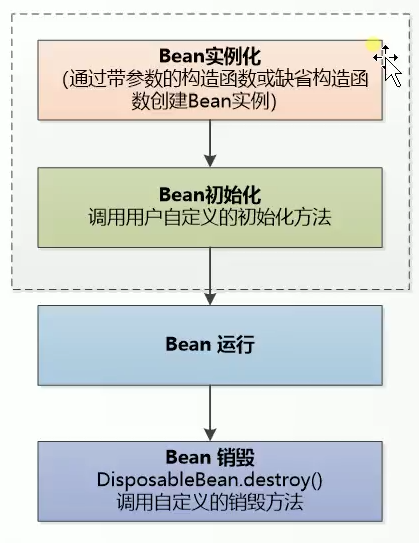 Bean实例化
（通过带参数的构造函数或缺省构造函
数创建Bean实例）
Bean初始化
调用用户自定义的初始化方法
Bean 运行
Bean 销毁
DisposableBean.destroy()
调用自定义的销毁方法